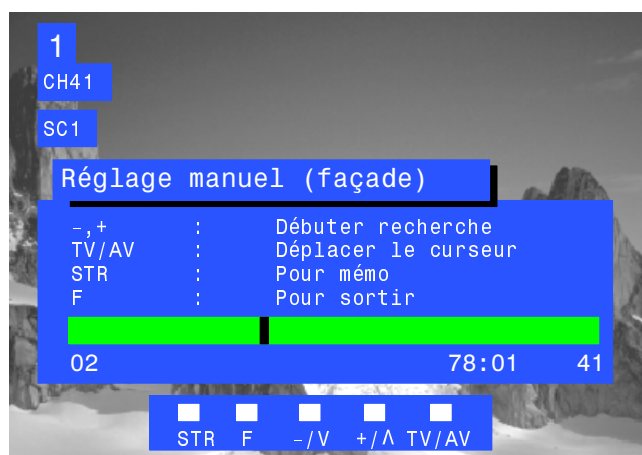 1
CH41
SC1
Réglage manuel (façade)
-,+ : Débuter recherche
TV/AV : Déplacer le curseur
STR : Pour mémo
F : Pour sortir
02 78:01 41
STR F -/V +/Λ TV/AV